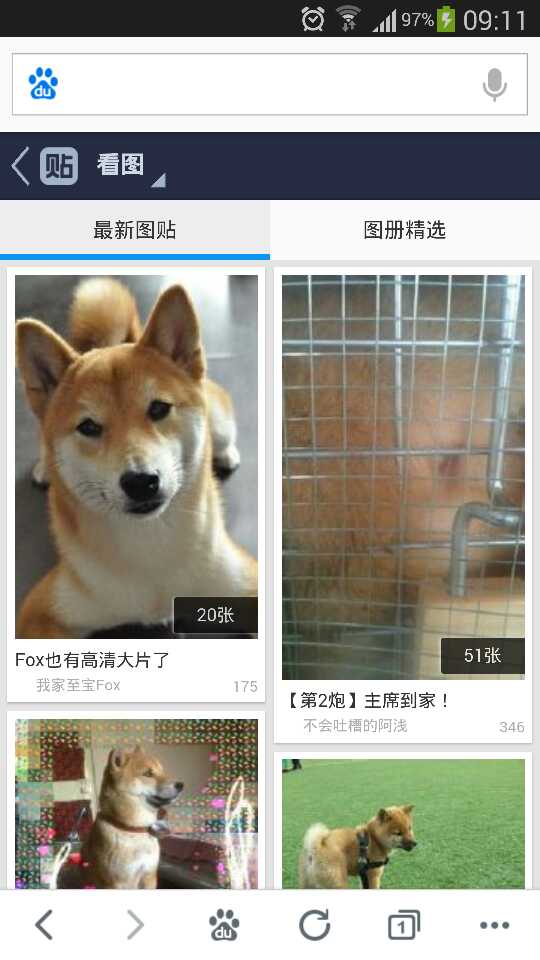 97% 09:11
du
贴 看图
最新图贴 图册精选
20张
Fox也有高清大片了
我家至宝Fox 175
51张
【第2炮】主席到家！
不会吐槽的阿浅 346
du 1